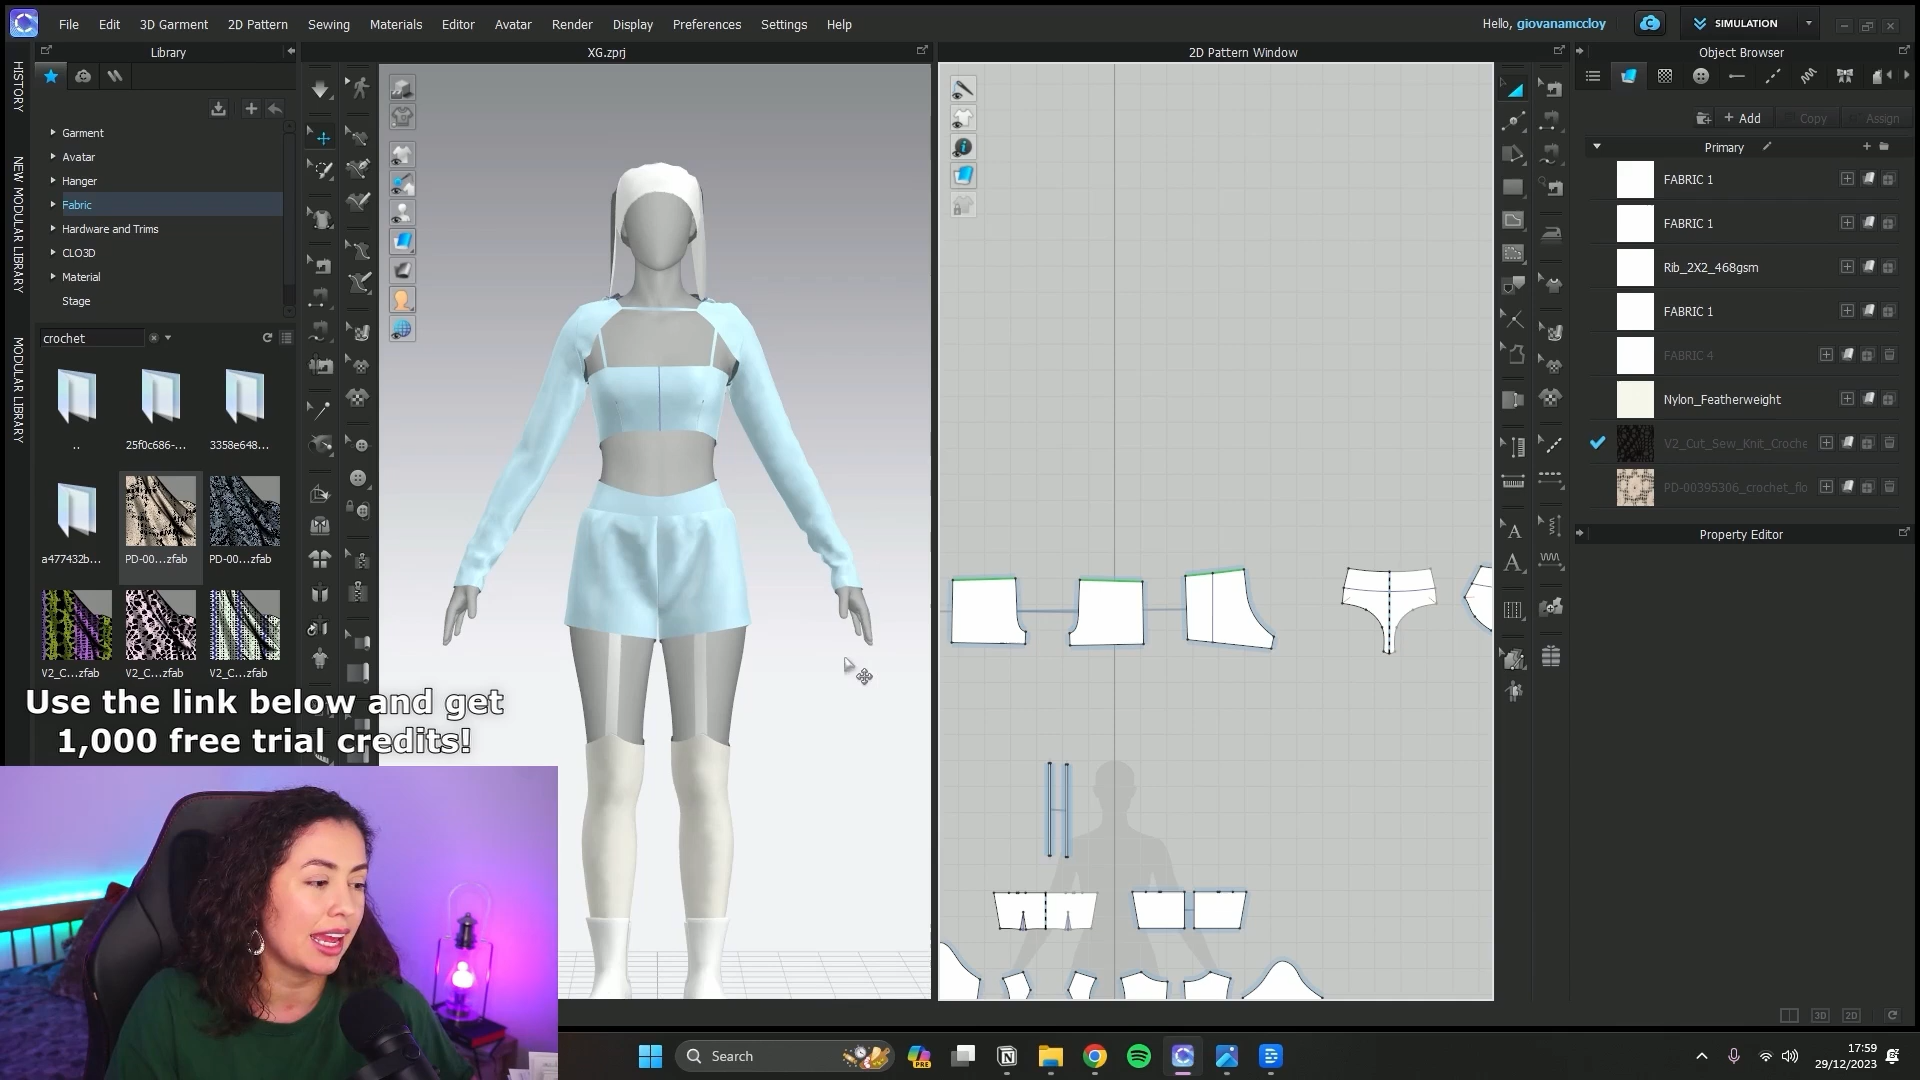 File Edit 3D Garment 2D Pattern Sewing Materials Editor Avatar Render Display Preferences Settings Help
Hello, giovanamccloy
SIMULATION
Library
XG.zprj
2D Pattern Window
Object Browser
HISTORY
NEW MODULAR LIBRARY
MODULAR LIBRARY
Garment
Avatar
Hanger
Fabric
Hardware and Trims
CLO3D
Material
Stage
crochet
..
25f0c686-...
3358e648...
a477432b...
PD-00...zfab
PD-00...zfab
V2_C...zfab
V2_C...zfab
V2_C...zfab
+ Add
Copy
Assign
Primary
FABRIC 1
FABRIC 1
Rib_2X2_468gsm
FABRIC 1
FABRIC 4
Nylon_Featherweight
V2_Cut_Sew_Knit_Croche
PD-00395306_crochet_flo
Property Editor
Use the link below and get
1,000 free trial credits!
3D
2D
Search
PRE
17:59
29/12/2023